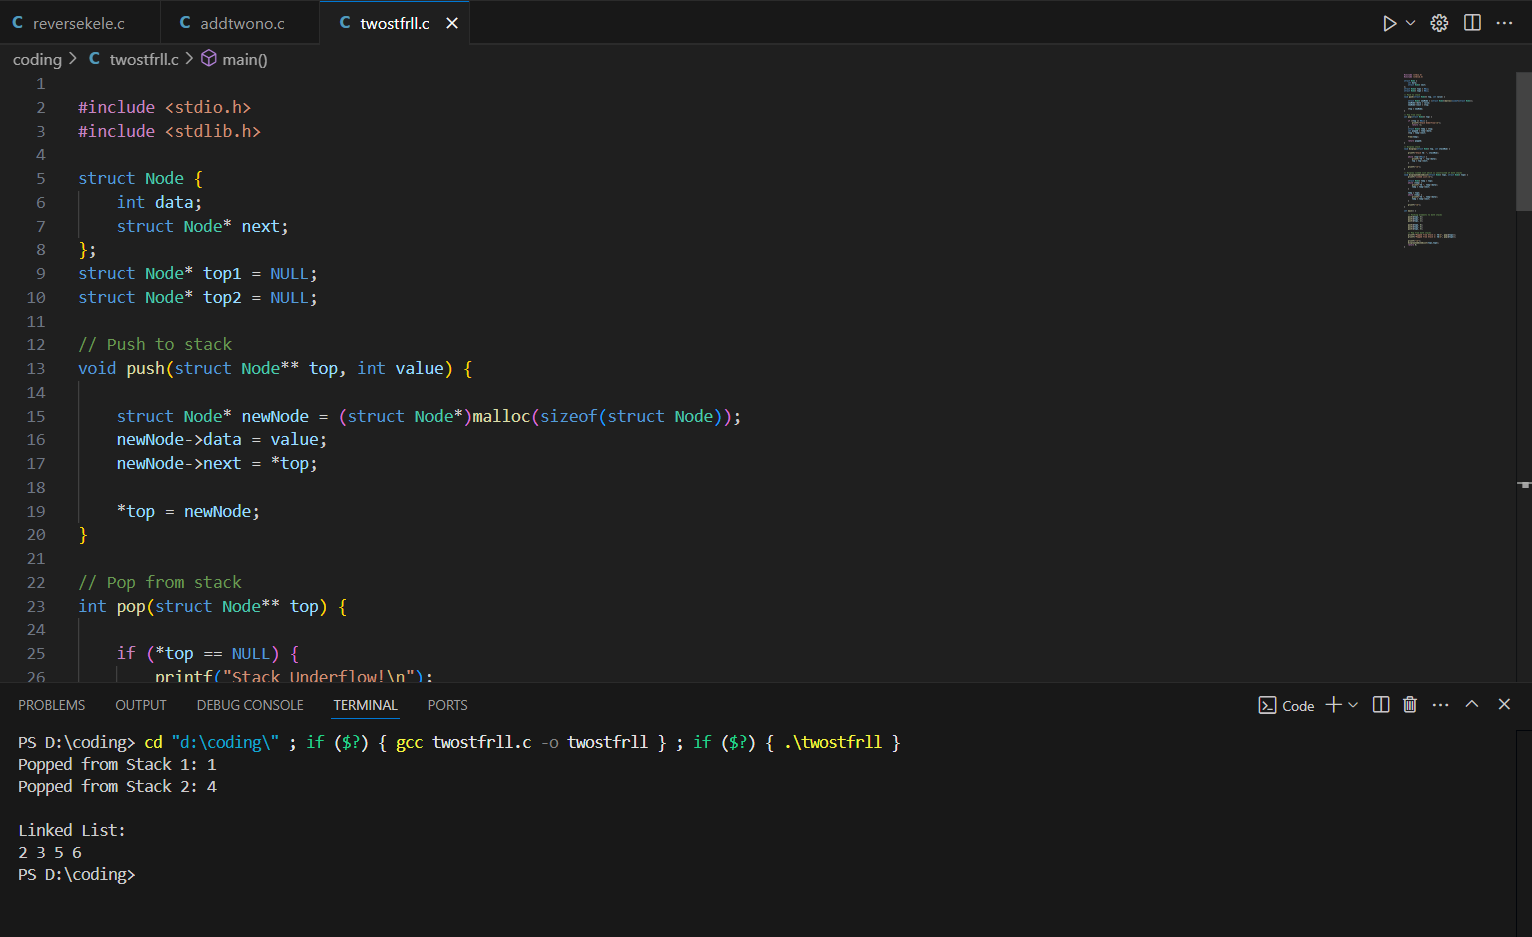 C reversekele.c C addtwono.c C twostfrll.c
coding > C twostfrll.c > main()
1
2 #include <stdio.h>
3 #include <stdlib.h>
4
5 struct Node {
6 int data;
7 struct Node* next;
8 };
9 struct Node* top1 = NULL;
10 struct Node* top2 = NULL;
11
12 // Push to stack
13 void push(struct Node** top, int value) {
14
15 struct Node* newNode = (struct Node*)malloc(sizeof(struct Node));
16 newNode->data = value;
17 newNode->next = *top;
18
19 *top = newNode;
20 }
21
22 // Pop from stack
23 int pop(struct Node** top) {
24
25 if (*top == NULL) {
26 printf("Stack Underflow!\n");
PROBLEMS OUTPUT DEBUG CONSOLE TERMINAL PORTS Code
PS D:\coding> cd "d:\coding\" ; if ($?) { gcc twostfrll.c -o twostfrll } ; if ($?) { .\twostfrll }
Popped from Stack 1: 1
Popped from Stack 2: 4
Linked List:
2 3 5 6
PS D:\coding>